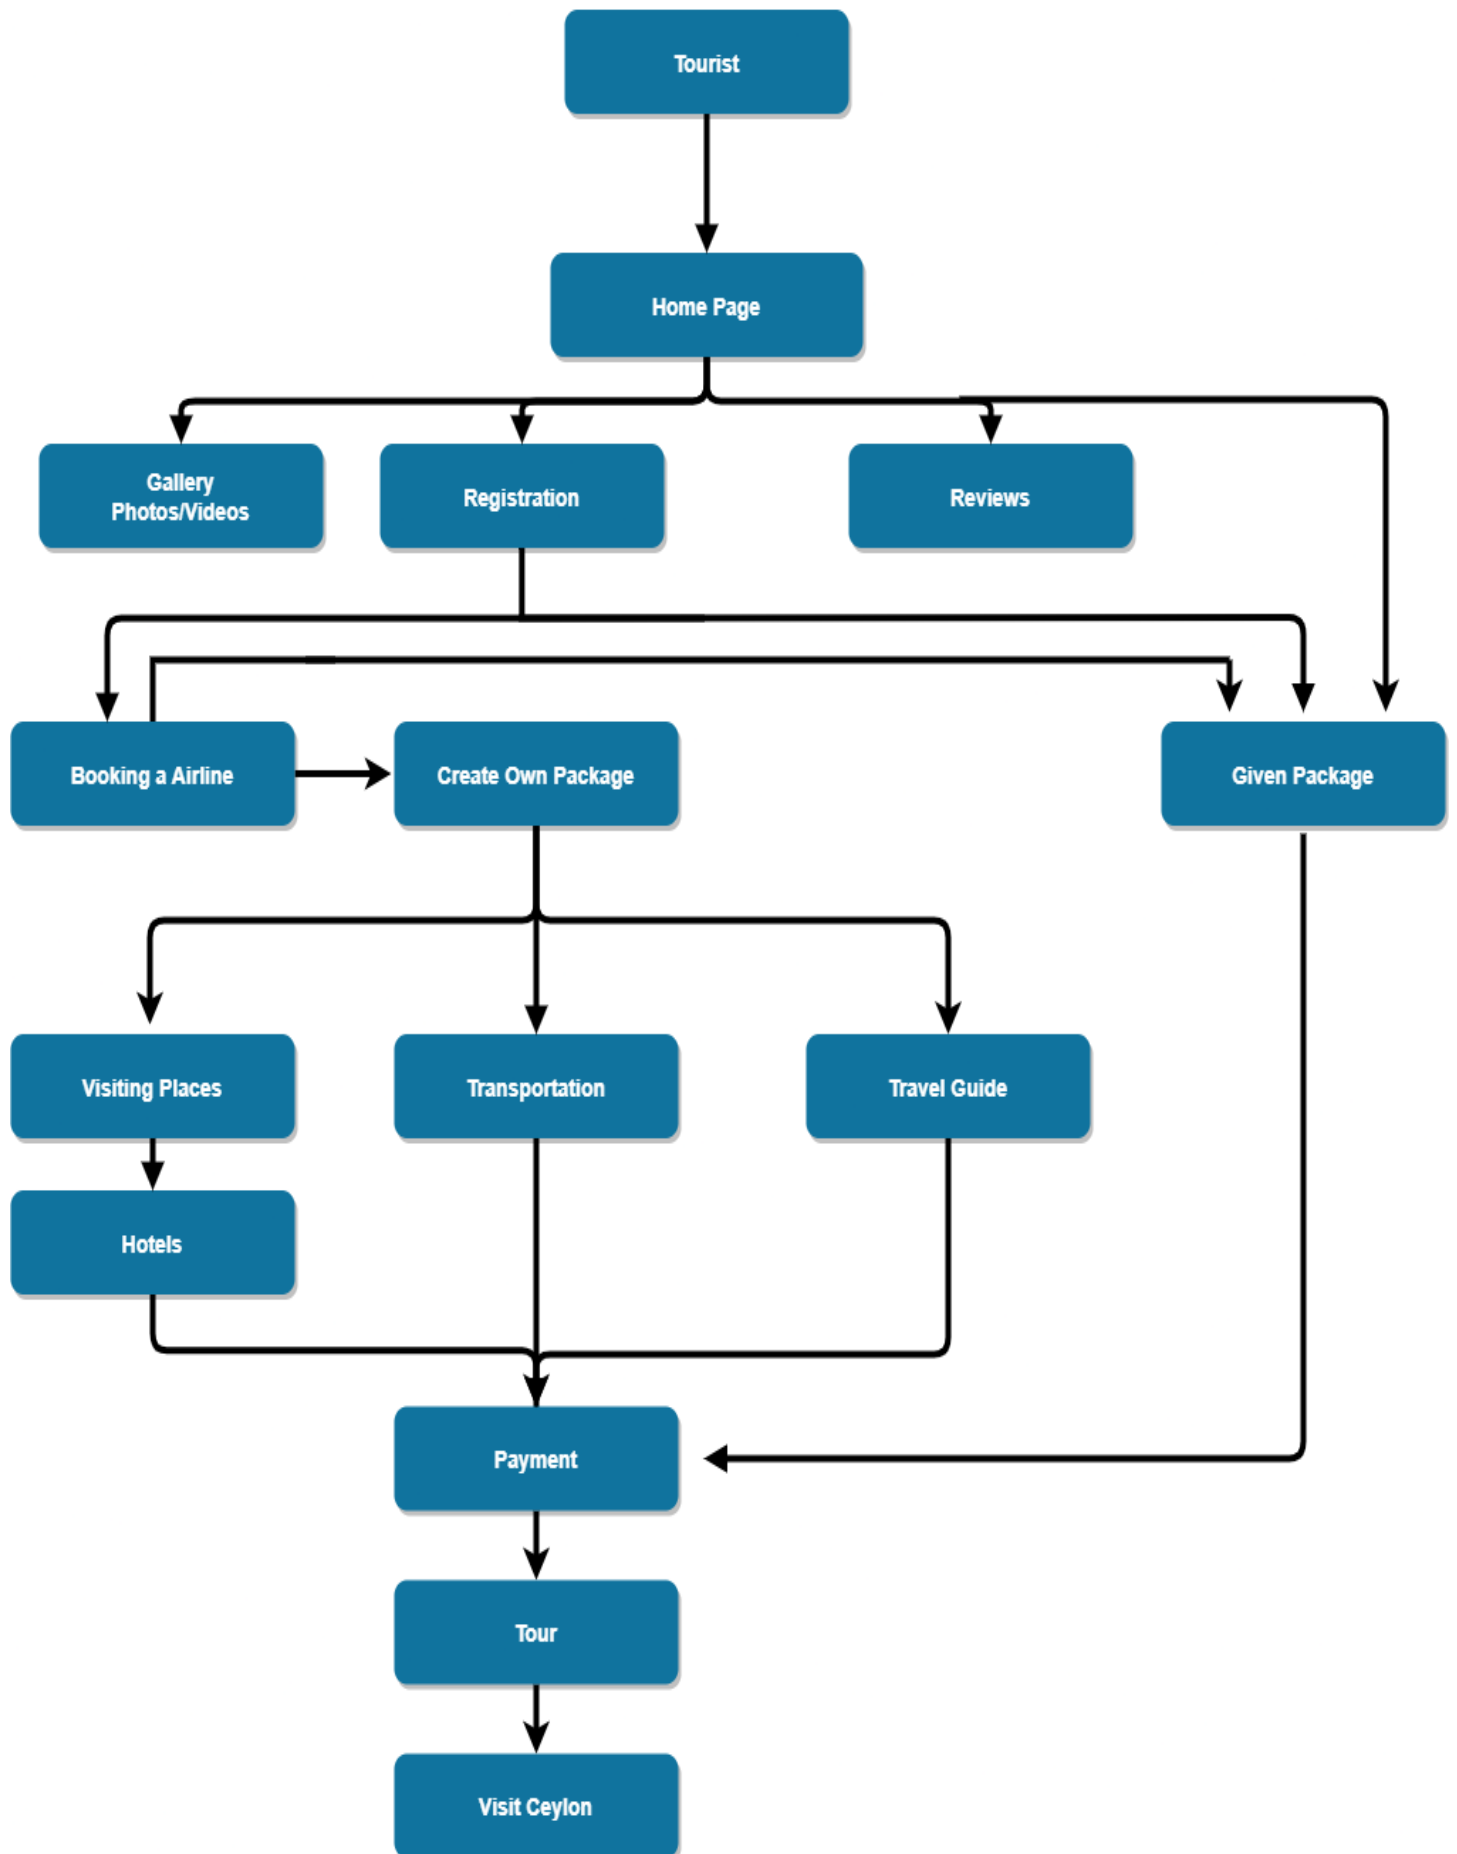 Tourist
Home Page
Gallery
Photos/Videos
Registration
Reviews
Booking a Airline
Create Own Package
Given Package
Visiting Places
Transportation
Travel Guide
Hotels
Payment
Tour
Visit Ceylon